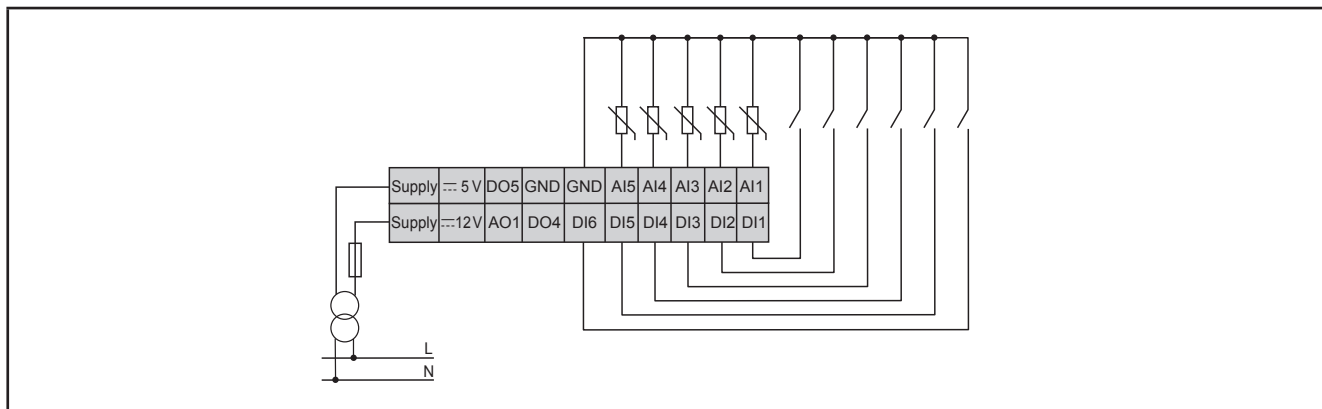 Supply ⎓ 5 V DO5 GND GND AI5 AI4 AI3 AI2 AI1
Supply ⎓12 V AO1 DO4 DI6 DI5 DI4 DI3 DI2 DI1
L
N